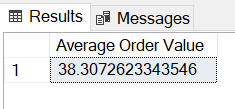 Results Messages
Average Order Value
1 38.3072623343546